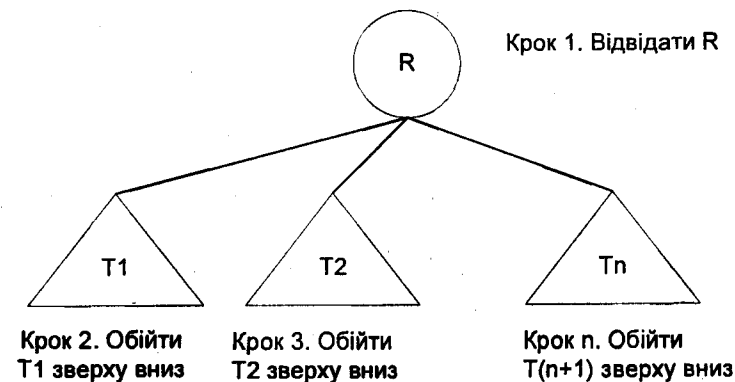 R
Крок 1. Відвідати R
T1
T2
Tn
Крок 2. Обійти
T1 зверху вниз
Крок 3. Обійти
T2 зверху вниз
Крок n. Обійти
T(n+1) зверху вниз